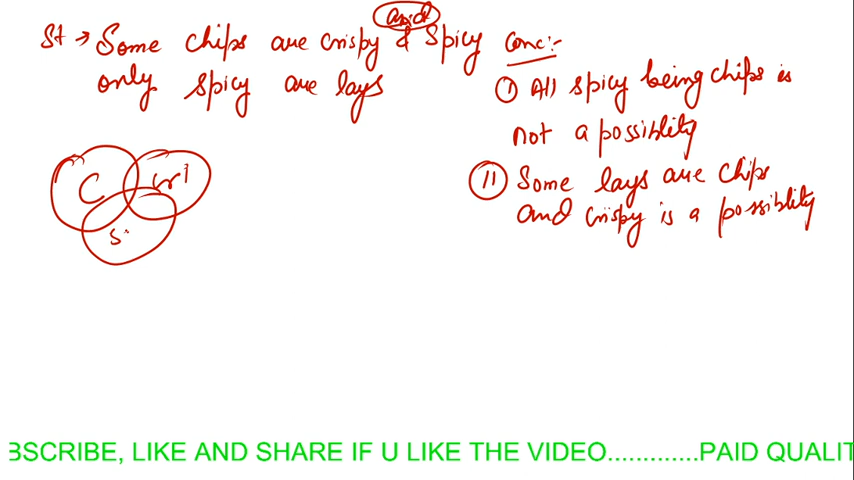 and
St → Some chips are crispy & Spicy
only spicy are lays
Conc:-
I All spicy being chips is
not a possiblity
II Some lays are chips
and crispy is a possiblity
C
Cri
Si
BSCRIBE, LIKE AND SHARE IF U LIKE THE VIDEO.............PAID QUALIT